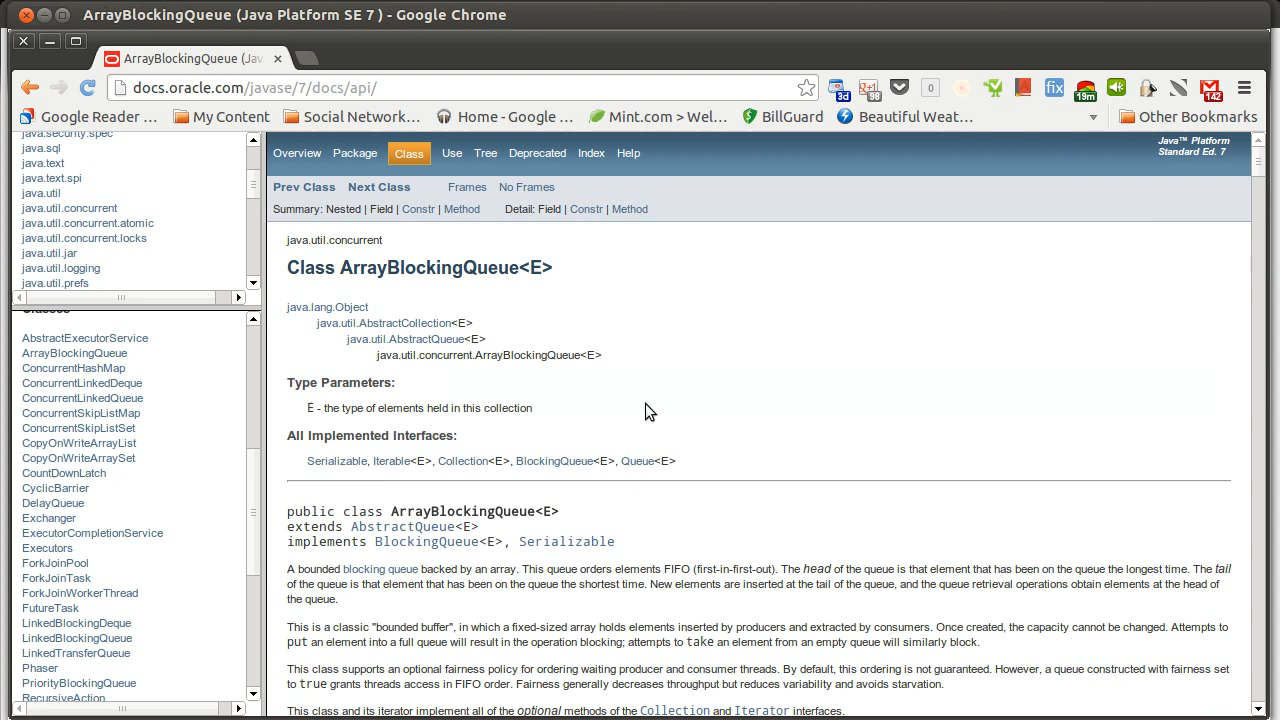 ArrayBlockingQueue (Java Platform SE 7 ) - Google Chrome
ArrayBlockingQueue (Jav
docs.oracle.com/javase/7/docs/api/
3d
98
0
fix
19m
142
Google Reader ...
My Content
Social Network...
Home - Google ...
Mint.com > Wel...
BillGuard
Beautiful Weat...
Other Bookmarks
java.security.spec
java.sql
java.text
java.text.spi
java.util
java.util.concurrent
java.util.concurrent.atomic
java.util.concurrent.locks
java.util.jar
java.util.logging
java.util.prefs
Classes
AbstractExecutorService
ArrayBlockingQueue
ConcurrentHashMap
ConcurrentLinkedDeque
ConcurrentLinkedQueue
ConcurrentSkipListMap
ConcurrentSkipListSet
CopyOnWriteArrayList
CopyOnWriteArraySet
CountDownLatch
CyclicBarrier
DelayQueue
Exchanger
ExecutorCompletionService
Executors
ForkJoinPool
ForkJoinTask
ForkJoinWorkerThread
FutureTask
LinkedBlockingDeque
LinkedBlockingQueue
LinkedTransferQueue
Phaser
PriorityBlockingQueue
RecursiveAction
Overview Package Class Use Tree Deprecated Index Help
Java™ Platform
Standard Ed. 7
Prev Class Next Class Frames No Frames
Summary: Nested | Field | Constr | Method Detail: Field | Constr | Method
java.util.concurrent
Class ArrayBlockingQueue<E>
java.lang.Object
java.util.AbstractCollection<E>
java.util.AbstractQueue<E>
java.util.concurrent.ArrayBlockingQueue<E>
Type Parameters:
E - the type of elements held in this collection
All Implemented Interfaces:
Serializable, Iterable<E>, Collection<E>, BlockingQueue<E>, Queue<E>
public class ArrayBlockingQueue<E>
extends AbstractQueue<E>
implements BlockingQueue<E>, Serializable
A bounded blocking queue backed by an array. This queue orders elements FIFO (first-in-first-out). The head of the queue is that element that has been on the queue the longest time. The tail
of the queue is that element that has been on the queue the shortest time. New elements are inserted at the tail of the queue, and the queue retrieval operations obtain elements at the head of
the queue.
This is a classic "bounded buffer", in which a fixed-sized array holds elements inserted by producers and extracted by consumers. Once created, the capacity cannot be changed. Attempts to
put an element into a full queue will result in the operation blocking; attempts to take an element from an empty queue will similarly block.
This class supports an optional fairness policy for ordering waiting producer and consumer threads. By default, this ordering is not guaranteed. However, a queue constructed with fairness set
to true grants threads access in FIFO order. Fairness generally decreases throughput but reduces variability and avoids starvation.
This class and its iterator implement all of the optional methods of the Collection and Iterator interfaces.